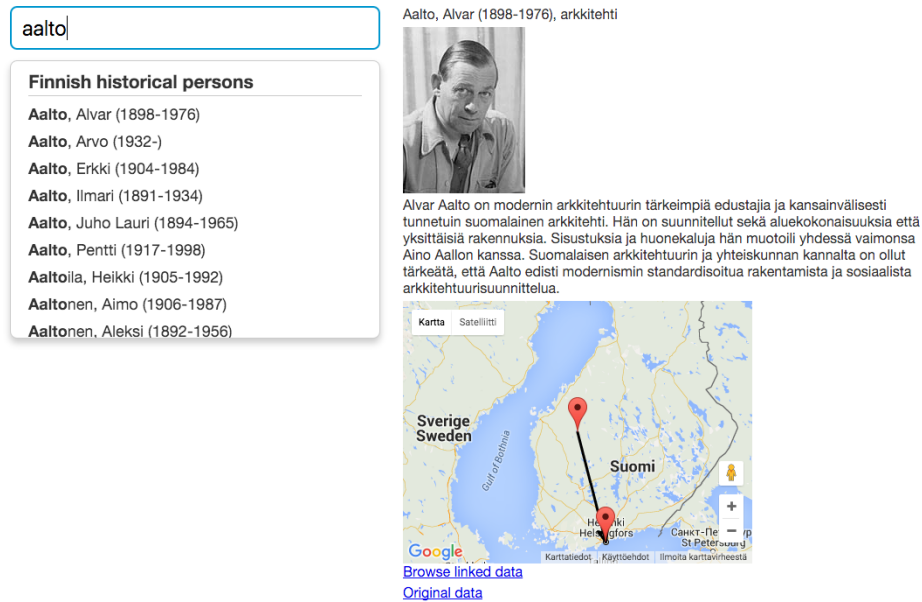 aalto
Finnish historical persons
Aalto, Alvar (1898-1976)
Aalto, Arvo (1932-)
Aalto, Erkki (1904-1984)
Aalto, Ilmari (1891-1934)
Aalto, Juho Lauri (1894-1965)
Aalto, Pentti (1917-1998)
Aaltoila, Heikki (1905-1992)
Aaltonen, Aimo (1906-1987)
Aaltonen, Aleksi (1892-1956)
Aalto, Alvar (1898-1976), arkkitehti
Alvar Aalto on modernin arkkitehtuurin tärkeimpiä edustajia ja kansainvälisesti
tunnetuin suomalainen arkkitehti. Hän on suunnitellut sekä aluekokonaisuuksia että
yksittäisiä rakennuksia. Sisustuksia ja huonekaluja hän muotoili yhdessä vaimonsa
Aino Aallon kanssa. Suomalaisen arkkitehtuurin ja yhteiskunnan kannalta on ollut
tärkeätä, että Aalto edisti modernismin standardisoitua rakentamista ja sosiaalista
arkkitehtuurisuunnittelua.
Kartta Satelliitti
Sverige
Sweden
Gulf of Bothnia
Suomi
Санкт-Пе
St Petersburg
Google
Karttatiedot Käyttöehdot Ilmoita karttavirheestä
Browse linked data
Original data